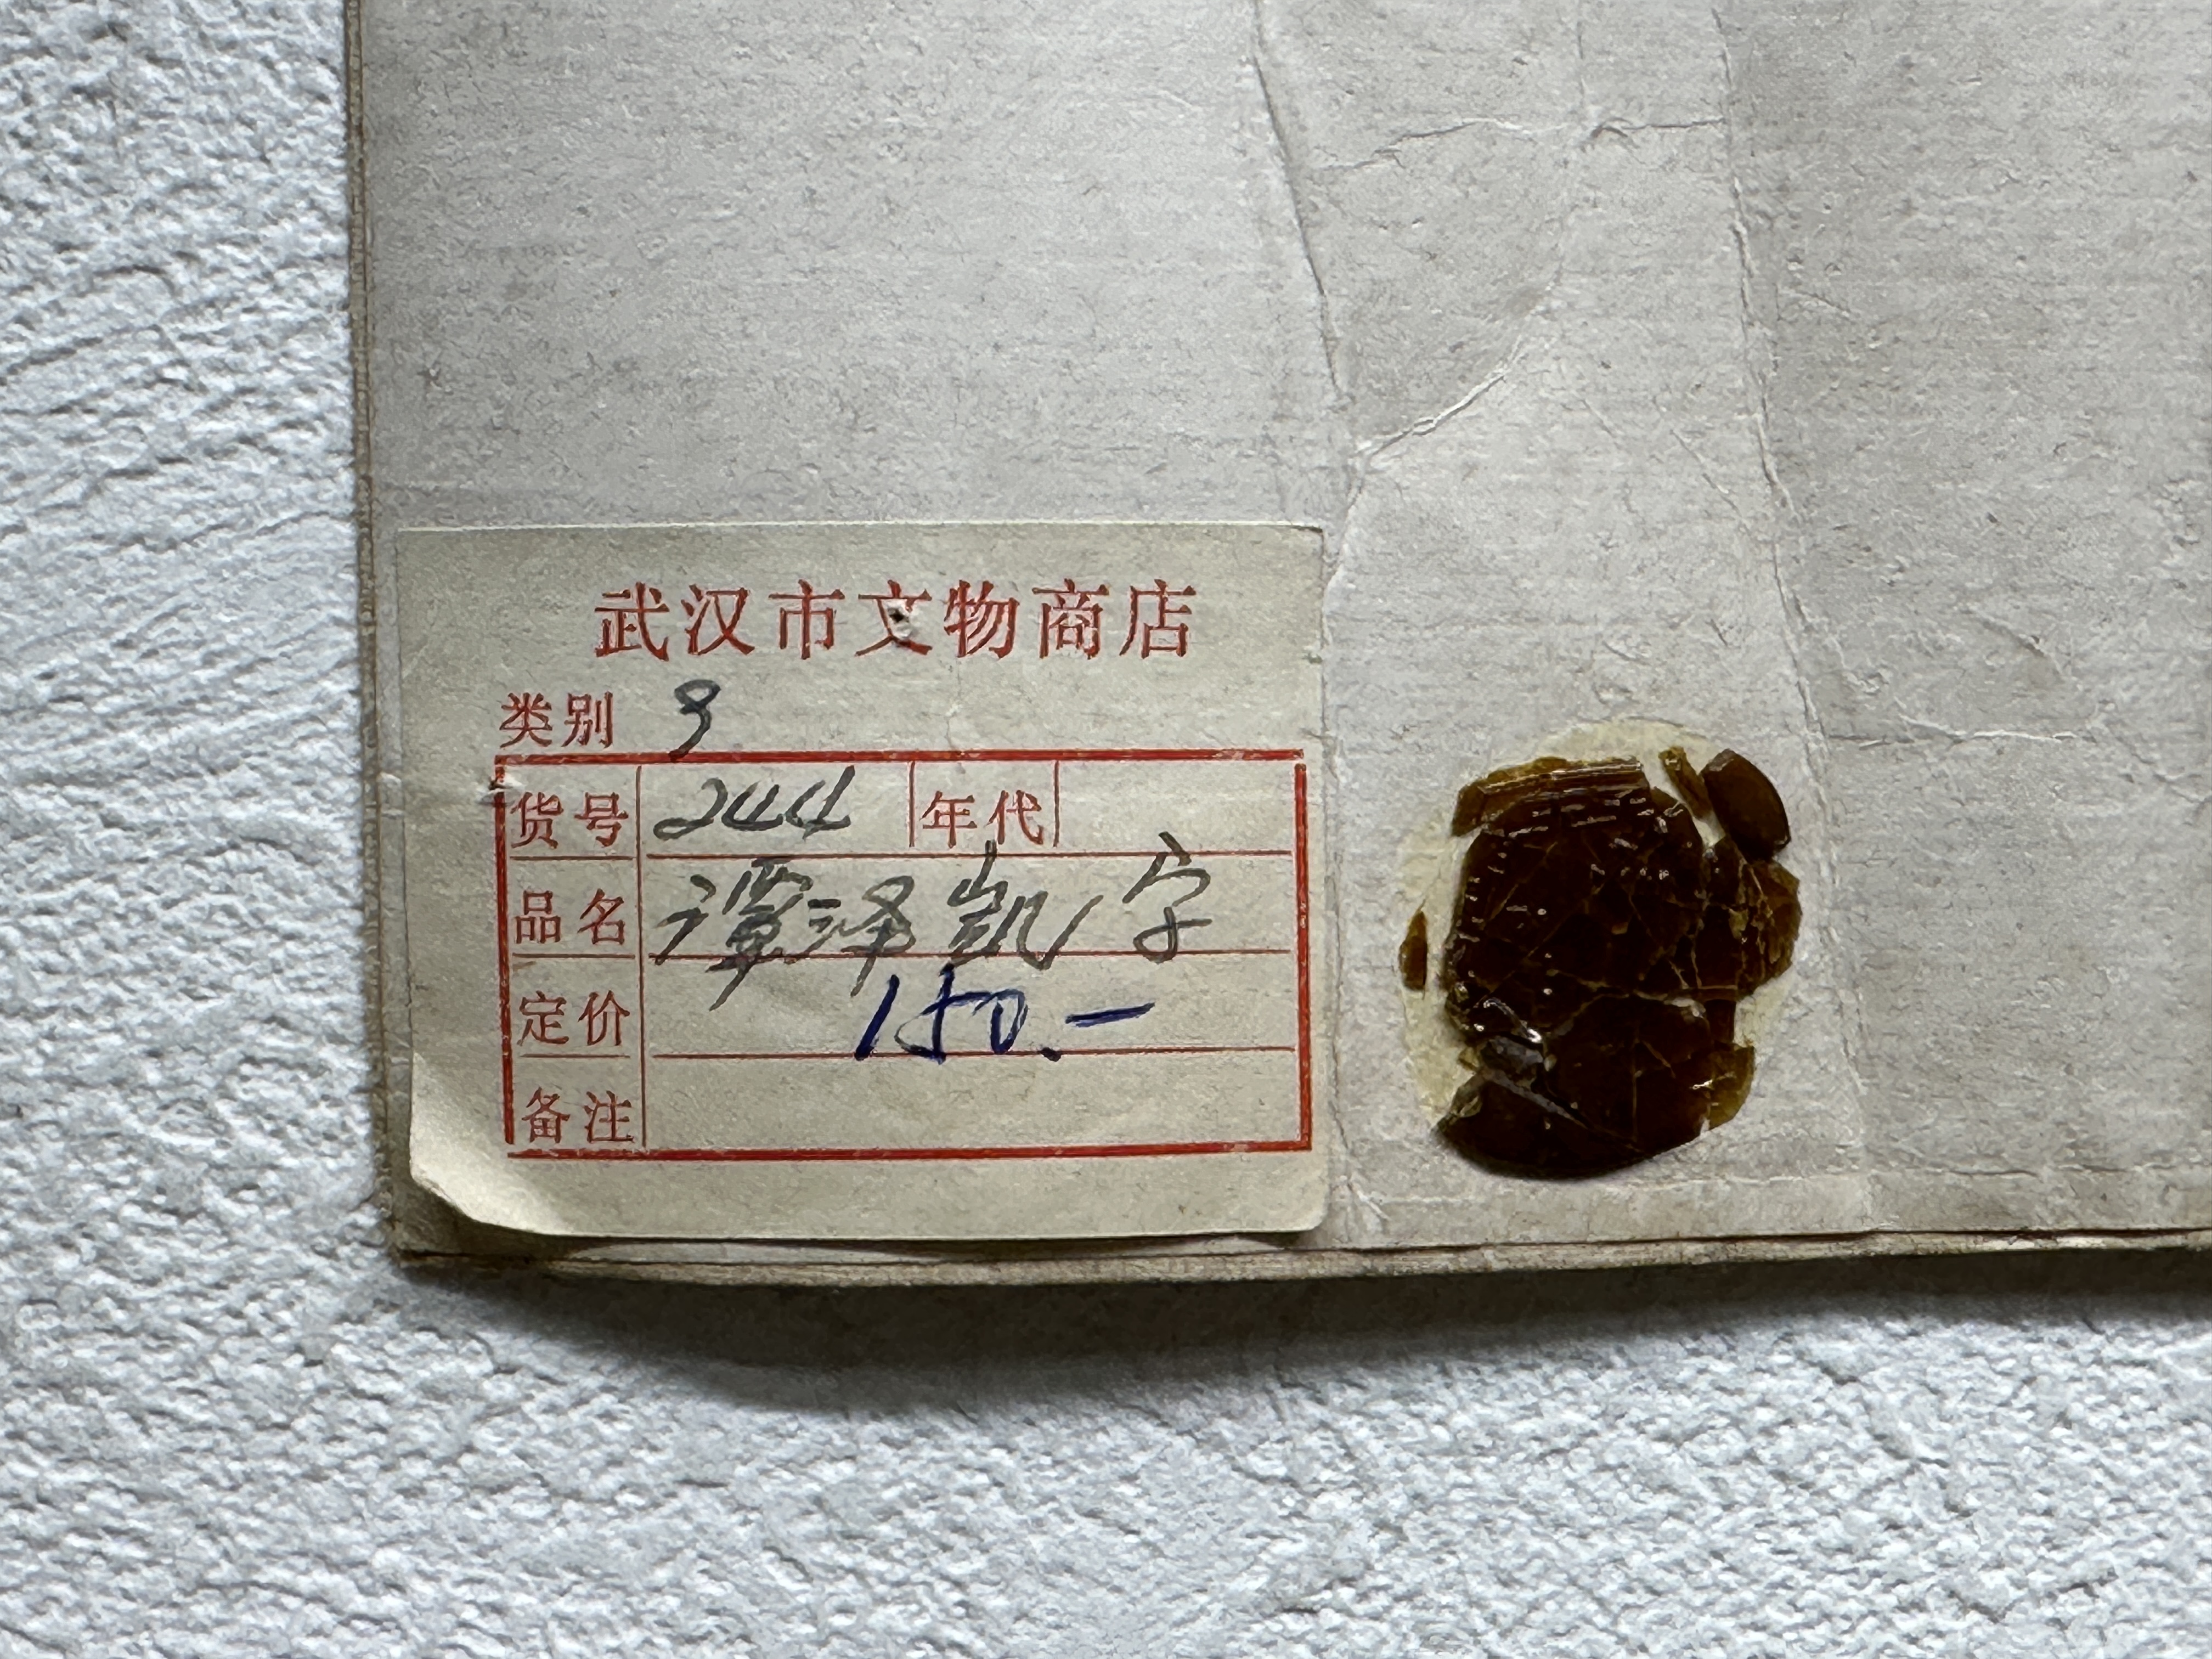 武汉市文物商店
类别 9
货号 244 年代
品名 谭泽凯字
定价 150.-
备注